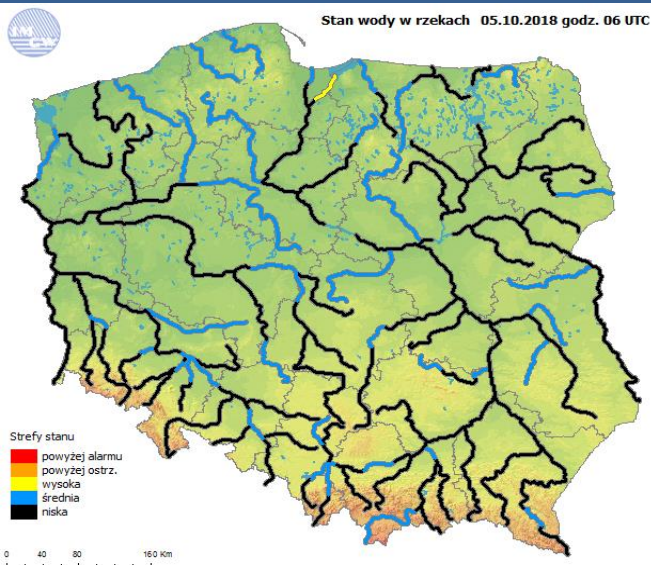 Stan wody w rzekach 05.10.2018 godz. 06 UTC
Strefy stanu
powyżej alarmu
powyżej ostrz.
wysoka
średnia
niska
0 40 80 160 Km